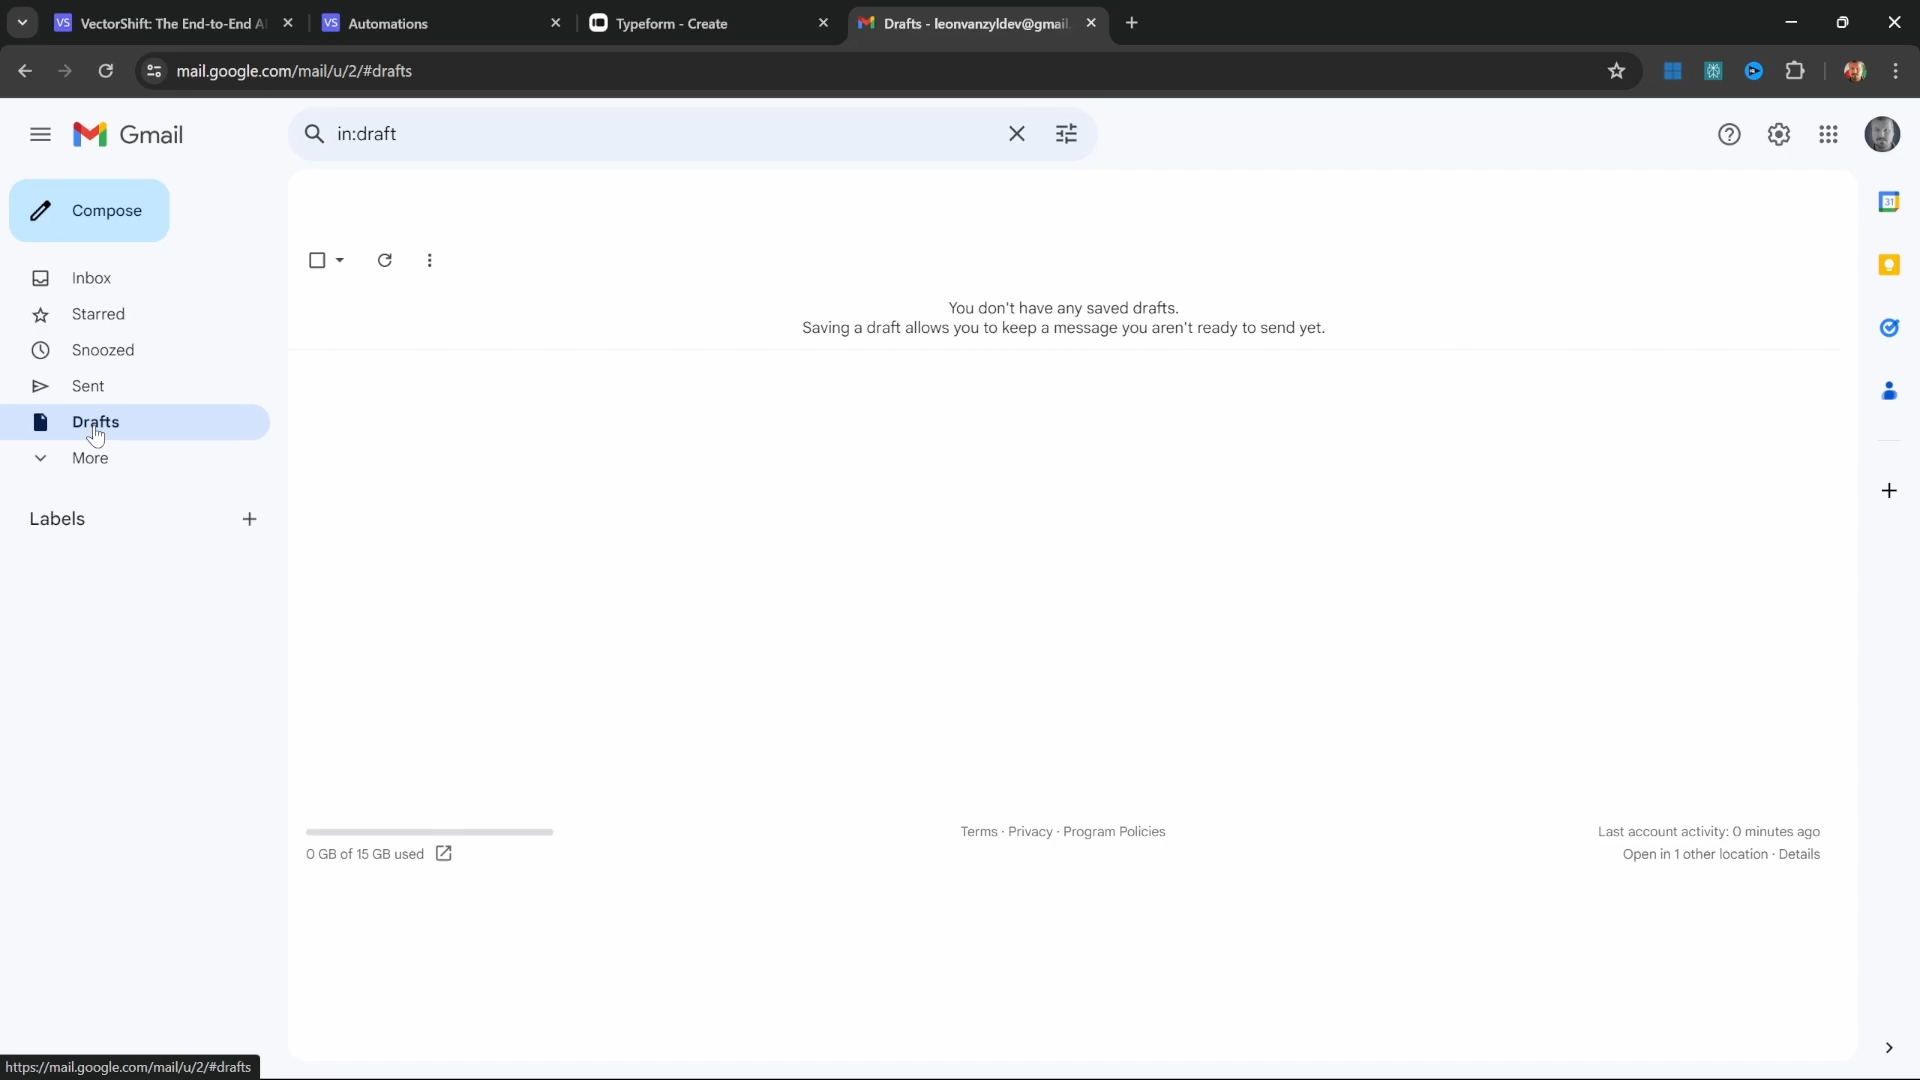 VS VectorShift: The End-to-End AI
VS Automations
Typeform - Create
Drafts - leonvanzyldev@gmail.
mail.google.com/mail/u/2/#drafts
Gmail
in:draft
Compose
31
Inbox
Starred
Snoozed
Sent
Drafts
More
Labels
You don't have any saved drafts.
Saving a draft allows you to keep a message you aren't ready to send yet.
0 GB of 15 GB used
Terms · Privacy · Program Policies
Last account activity: 0 minutes ago
Open in 1 other location · Details
https://mail.google.com/mail/u/2/#drafts